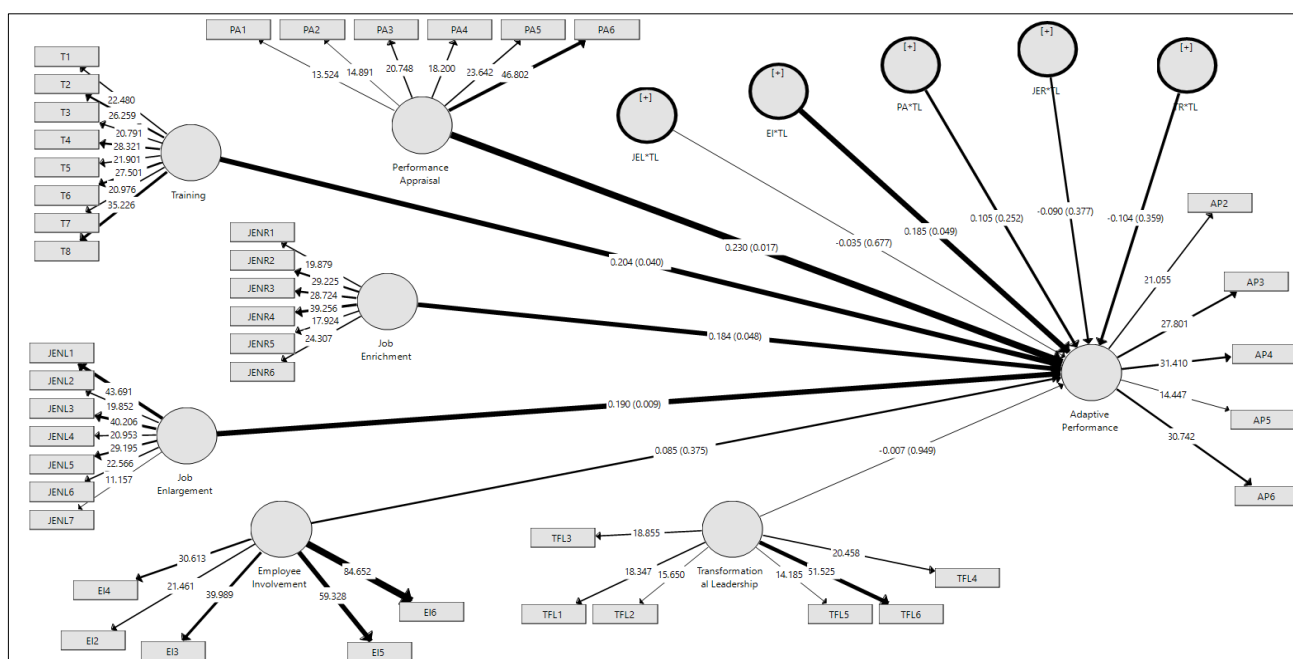 PA1
PA2
PA3
PA4
PA5
PA6
T1
T2
T3
T4
T5
T6
T7
T8
13.524
14.891
20.748
18.200
23.642
46.802
22.480
26.259
20.791
28.321
21.901
27.501
20.976
35.226
Training
Performance
Appraisal
[+]
JEL*TL
[+]
EI*TL
[+]
PA*TL
[+]
JER*TL
[+]
TR*TL
JENR1
JENR2
JENR3
JENR4
JENR5
JENR6
19.879
29.225
28.724
39.256
17.924
24.307
Job
Enrichment
0.204 (0.040)
0.230 (0.017)
-0.035 (0.677)
0.185 (0.049)
0.105 (0.252)
-0.090 (0.377)
-0.104 (0.359)
0.184 (0.048)
0.190 (0.009)
0.085 (0.375)
-0.007 (0.949)
AP2
AP3
AP4
AP5
AP6
21.055
27.801
31.410
14.447
30.742
Adaptive
Performance
JENL1
JENL2
JENL3
JENL4
JENL5
JENL6
JENL7
43.691
19.852
40.206
20.953
29.195
22.566
11.157
Job
Enlargement
Employee
Involvement
30.613
21.461
39.989
59.328
84.652
EI4
EI2
EI3
EI5
EI6
Transformation
al Leadership
18.855
18.347
15.650
14.185
51.525
20.458
TFL3
TFL1
TFL2
TFL5
TFL6
TFL4